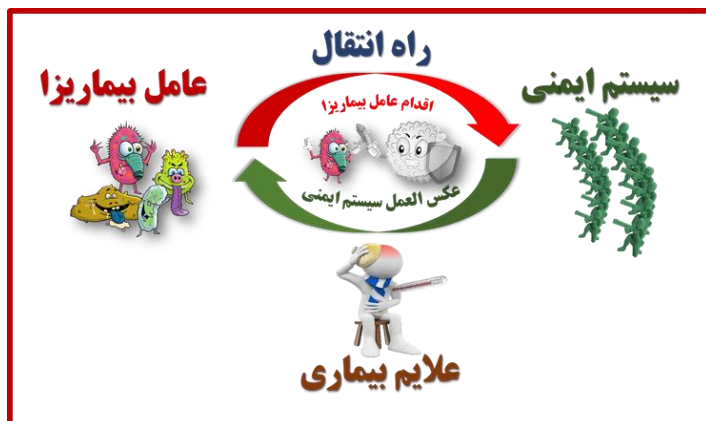 راه انتقال
سیستم ایمنی
عامل بیماریزا
اقدام عامل بیماریزا
عکس العمل سیستم ایمنی
علایم بیماری